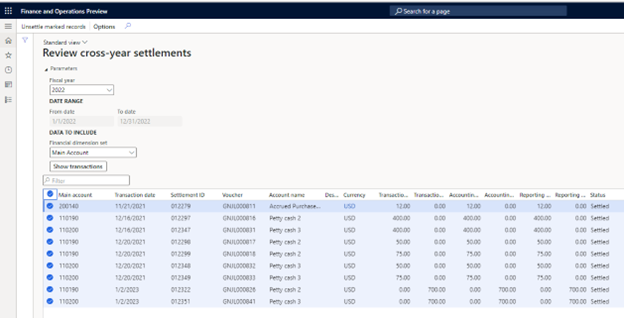 Finance and Operations Preview
Search for a page
Unsettle marked records Options
Standard view
Review cross-year settlements
Parameters
Fiscal year
2022
DATE RANGE
From date To date
1/1/2022 12/31/2022
DATA TO INCLUDE
Financial dimension set
Main Account
Show transactions
Filter
Main account Transaction date Settlement ID Voucher Account name Des... Currency Transactio... Transactio... Accountin... Accountin... Reporting ... Reporting ... Status
200140 11/21/2021 012279 GNJL000811 Accrued Purchase... USD 12.00 0.00 12.00 0.00 12.00 0.00 Settled
110190 12/16/2021 012297 GNJL000816 Petty cash 2 USD 400.00 0.00 400.00 0.00 400.00 0.00 Settled
110200 12/16/2021 012347 GNJL000831 Petty cash 3 USD 400.00 0.00 400.00 0.00 400.00 0.00 Settled
110190 12/20/2021 012298 GNJL000817 Petty cash 2 USD 50.00 0.00 50.00 0.00 50.00 0.00 Settled
110190 12/20/2021 012299 GNJL000818 Petty cash 2 USD 75.00 0.00 75.00 0.00 75.00 0.00 Settled
110200 12/20/2021 012348 GNJL000832 Petty cash 3 USD 50.00 0.00 50.00 0.00 50.00 0.00 Settled
110200 12/20/2021 012349 GNJL000833 Petty cash 3 USD 75.00 0.00 75.00 0.00 75.00 0.00 Settled
110190 1/2/2023 012322 GNJL000826 Petty cash 2 USD 0.00 700.00 0.00 700.00 0.00 700.00 Settled
110200 1/2/2023 012351 GNJL000841 Petty cash 3 USD 0.00 700.00 0.00 700.00 0.00 700.00 Settled